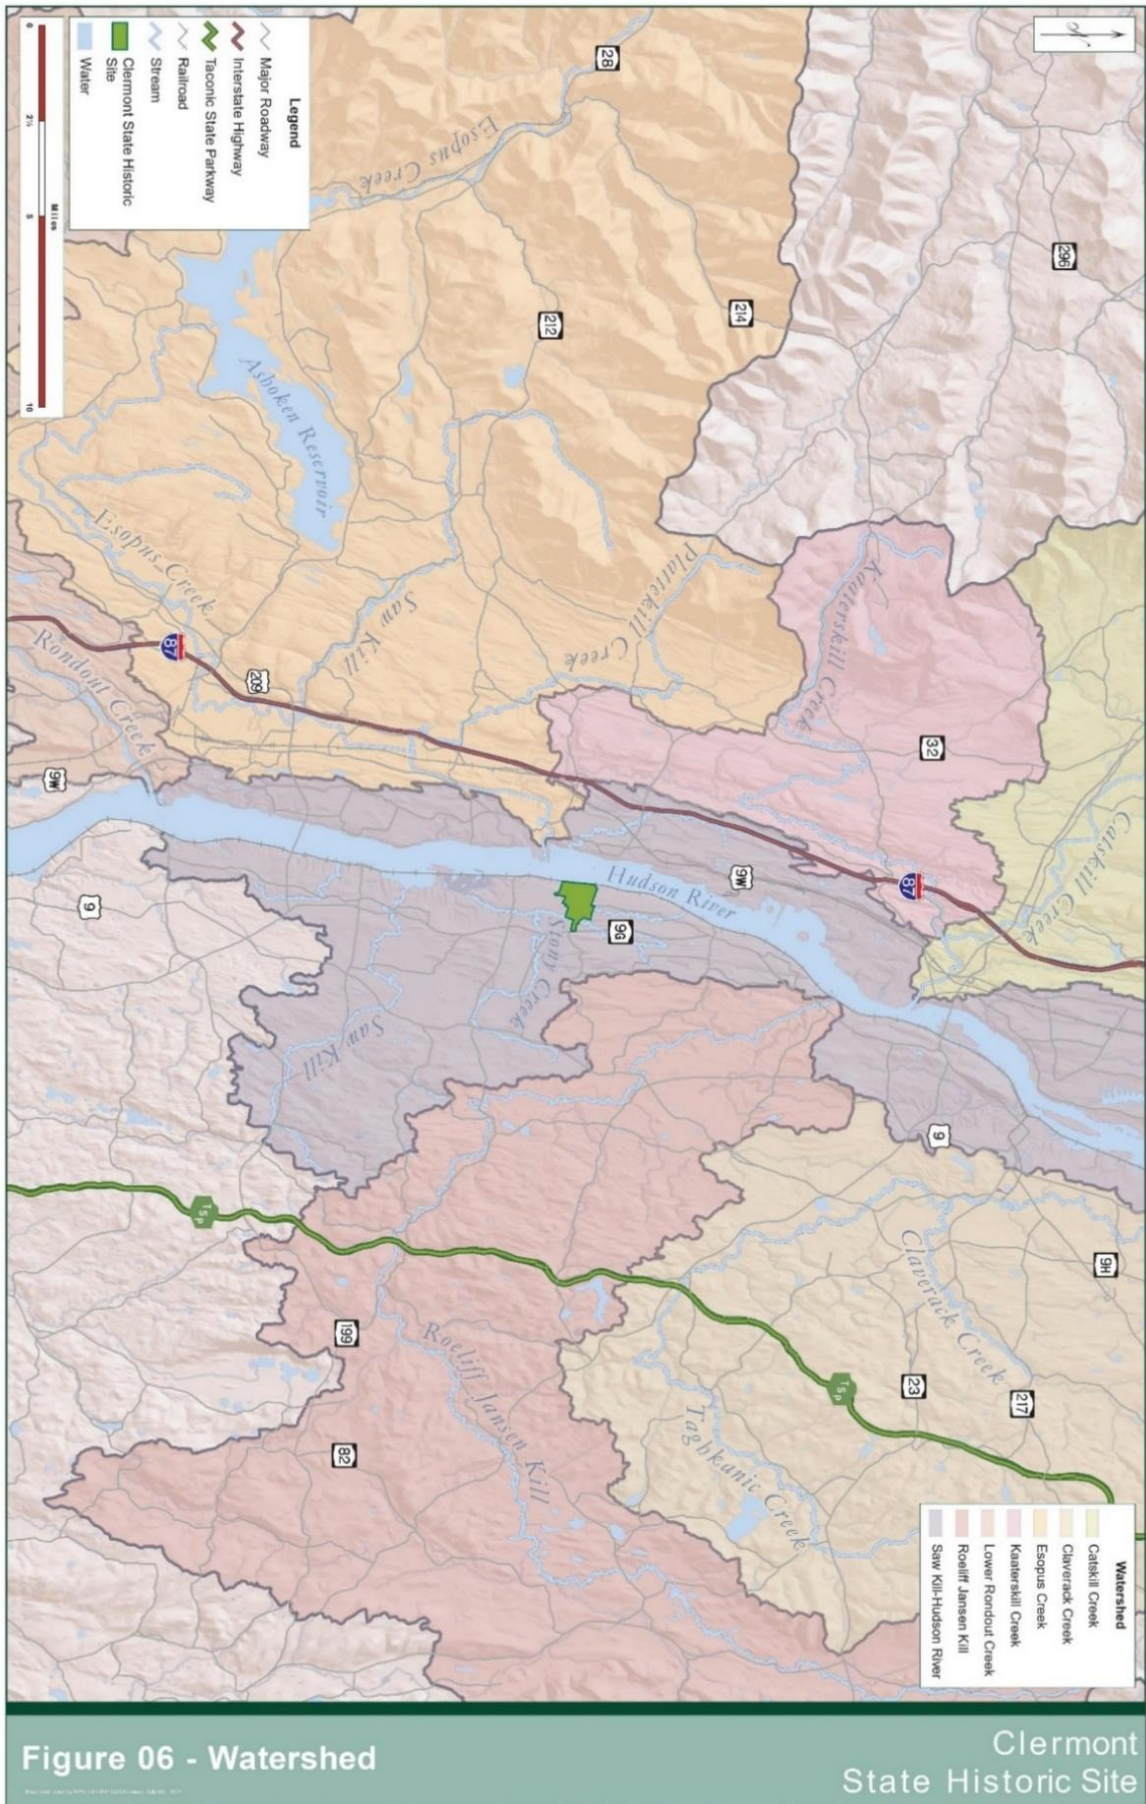 Legend
Major Roadway
Interstate Highway
Taconic State Parkway
Railroad
Stream
Clermont State Historic
Site
Water
0
2½
5
10
Miles
28
Esopus Creek
212
214
296
Ashoken Reservoir
Esopus Creek
Saw Kill
Plattekill Creek
Kaaterskill Creek
32
Catskill Creek
87
209
Rondout Creek
9W
9W
87
Hudson River
9G
Stony Creek
Saw Kill
9
9
9H
Claverack Creek
217
23
TSP
TSP
Taghkanic Creek
Roeliff Jansen Kill
199
82
Watershed
Catskill Creek
Claverack Creek
Esopus Creek
Kaaterskill Creek
Lower Rondout Creek
Roeliff Jansen Kill
Saw Kill-Hudson River
Figure 06 - Watershed
Clermont
State Historic Site